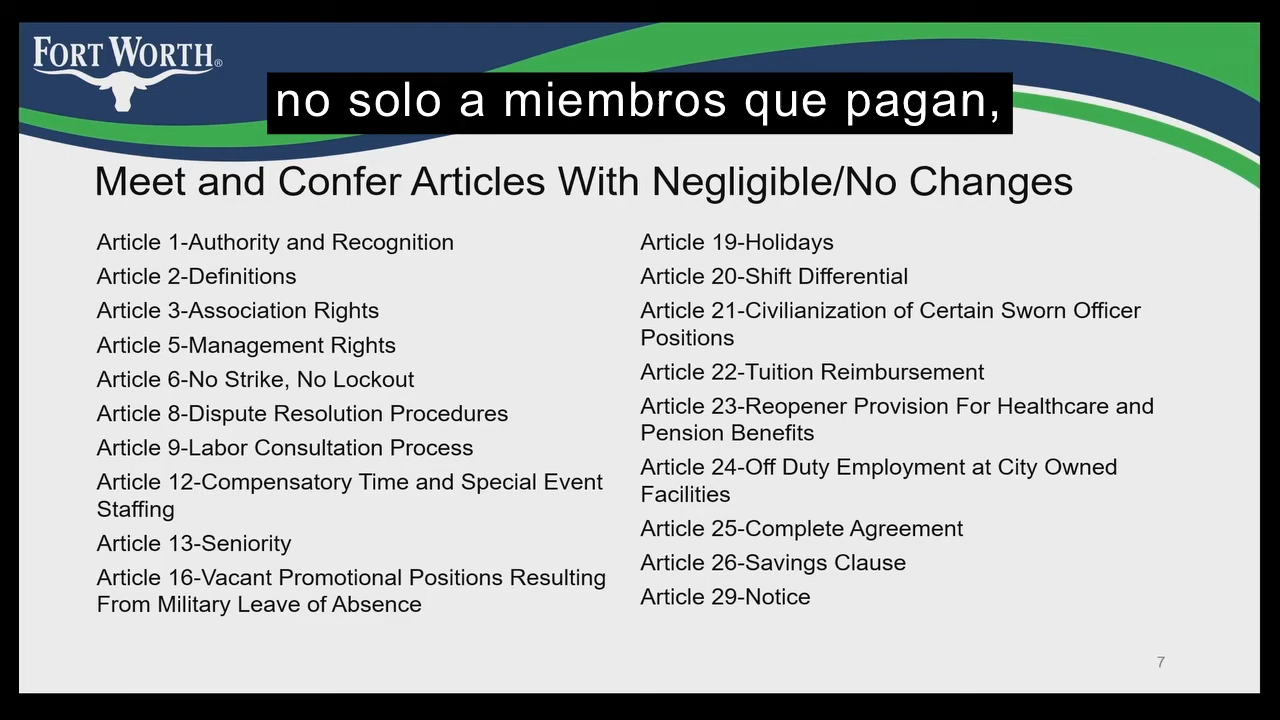 FORT WORTH®
no solo a miembros que pagan,
Meet and Confer Articles With Negligible/No Changes
Article 1-Authority and Recognition
Article 2-Definitions
Article 3-Association Rights
Article 5-Management Rights
Article 6-No Strike, No Lockout
Article 8-Dispute Resolution Procedures
Article 9-Labor Consultation Process
Article 12-Compensatory Time and Special Event
Staffing
Article 13-Seniority
Article 16-Vacant Promotional Positions Resulting
From Military Leave of Absence
Article 19-Holidays
Article 20-Shift Differential
Article 21-Civilianization of Certain Sworn Officer
Positions
Article 22-Tuition Reimbursement
Article 23-Reopener Provision For Healthcare and
Pension Benefits
Article 24-Off Duty Employment at City Owned
Facilities
Article 25-Complete Agreement
Article 26-Savings Clause
Article 29-Notice
7